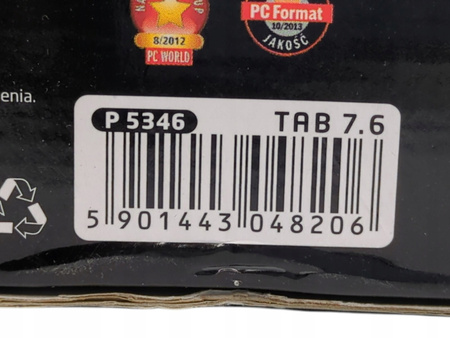 8/2012
PC WORLD
PC Format
10/2013
JAKOŚĆ
enia.
P 5346
TAB 7.6
5 901443 048206